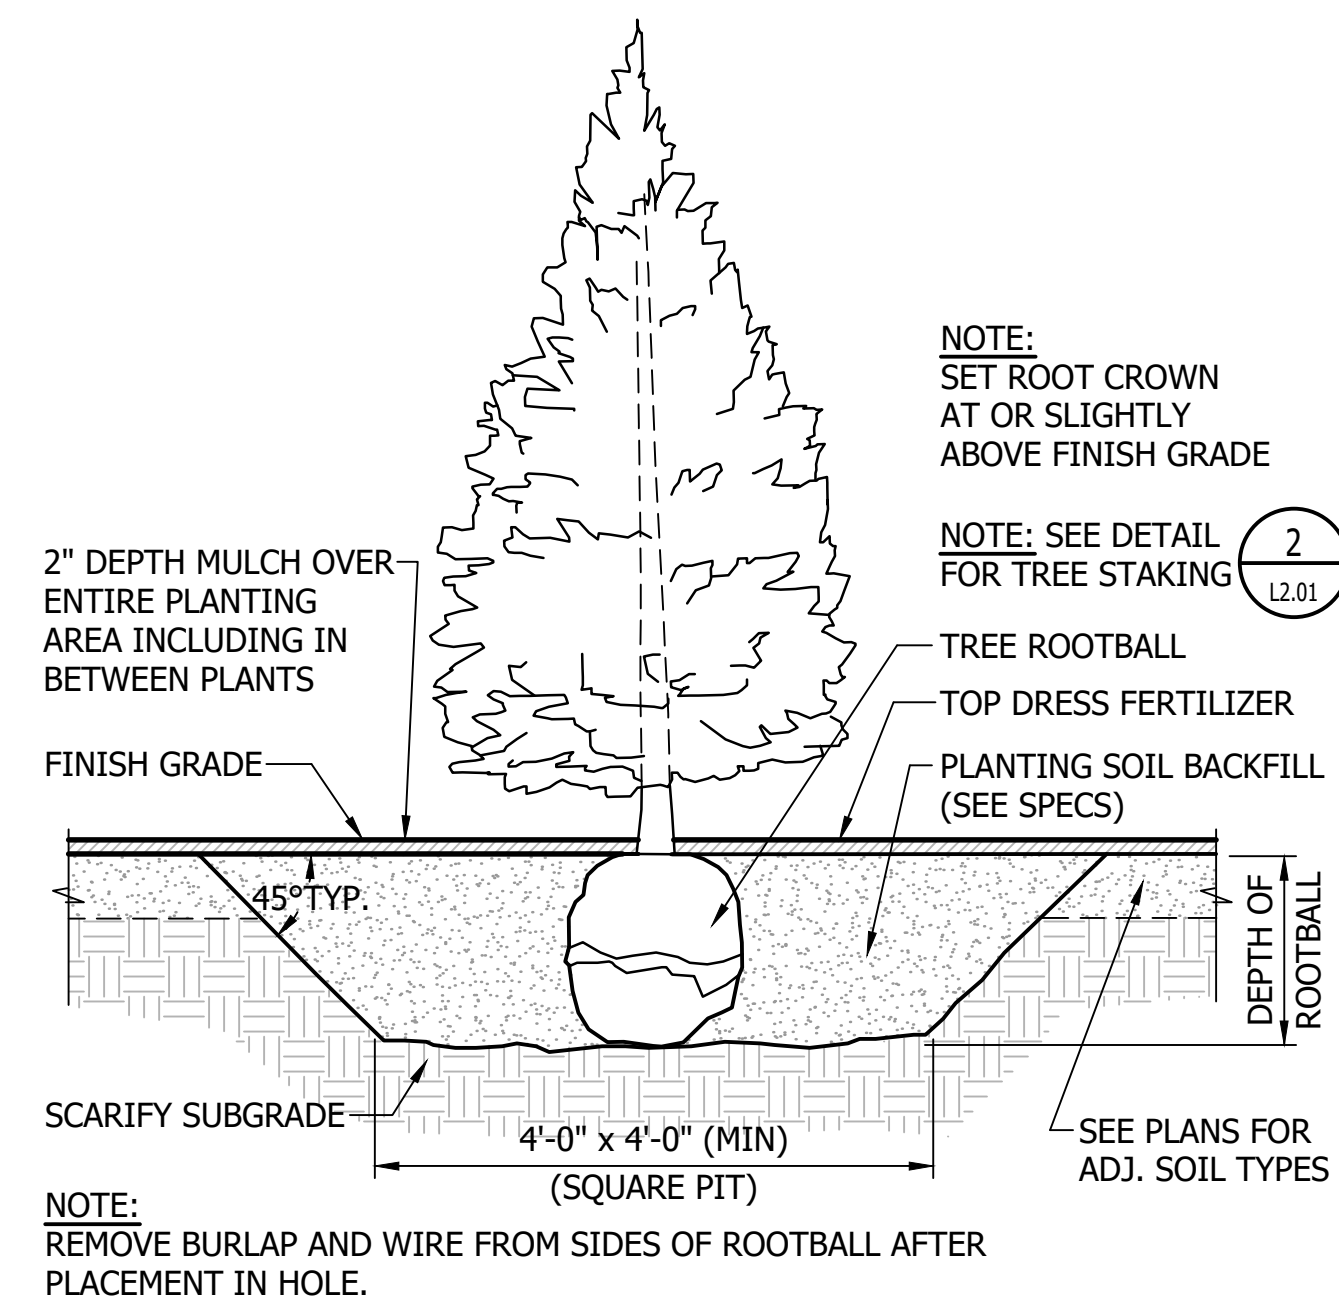 NOTE:
SET ROOT CROWN
AT OR SLIGHTLY
ABOVE FINISH GRADE
NOTE: SEE DETAIL
FOR TREE STAKING
2
L2.01
2" DEPTH MULCH OVER
ENTIRE PLANTING
AREA INCLUDING IN
BETWEEN PLANTS
TREE ROOTBALL
TOP DRESS FERTILIZER
FINISH GRADE
PLANTING SOIL BACKFILL
(SEE SPECS)
45°TYP.
DEPTH OF
ROOTBALL
SCARIFY SUBGRADE
4'-0" x 4'-0" (MIN)
(SQUARE PIT)
SEE PLANS FOR
ADJ. SOIL TYPES
NOTE:
REMOVE BURLAP AND WIRE FROM SIDES OF ROOTBALL AFTER
PLACEMENT IN HOLE.